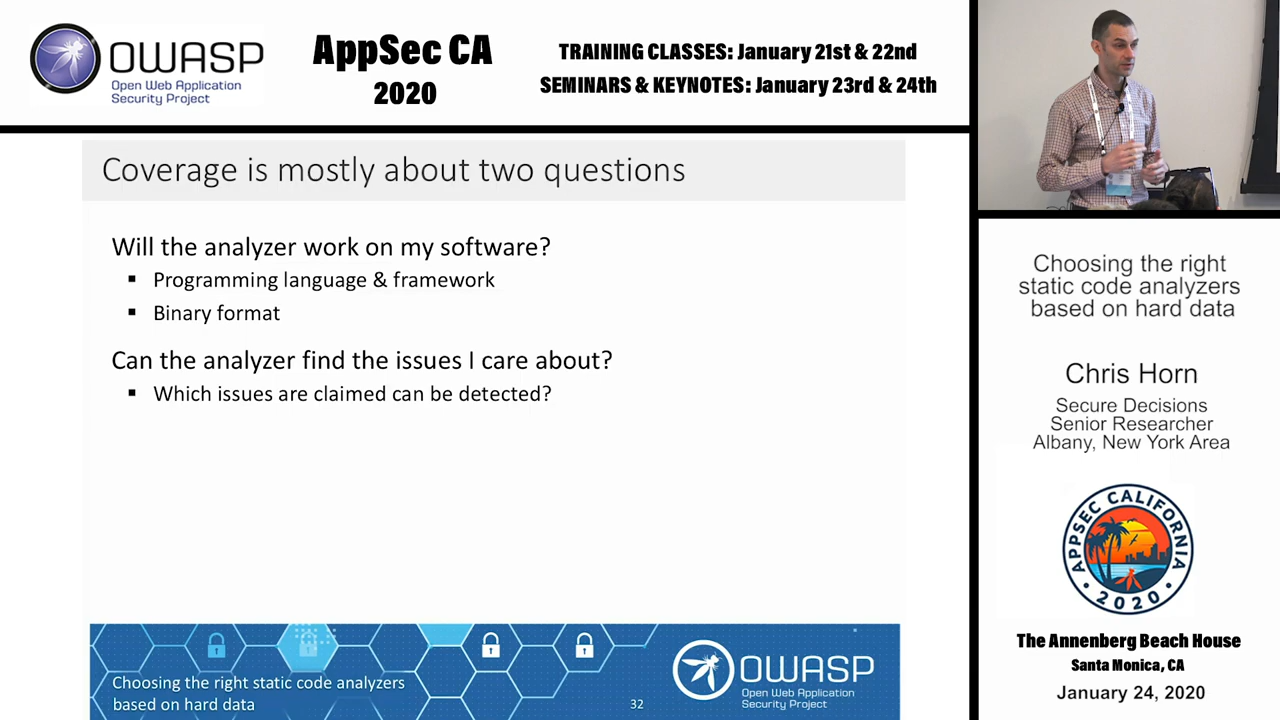 OWASP
Open Web Application
Security Project
AppSec CA
2020
TRAINING CLASSES: January 21st & 22nd
SEMINARS & KEYNOTES: January 23rd & 24th
Coverage is mostly about two questions
Will the analyzer work on my software?
▪ Programming language & framework
▪ Binary format
Can the analyzer find the issues I care about?
▪ Which issues are claimed can be detected?
Choosing the right static code analyzers
based on hard data
32
OWASP
Open Web Application
Security Project
Choosing the right
static code analyzers
based on hard data
Chris Horn
Secure Decisions
Senior Researcher
Albany, New York Area
APPSEC CALIFORNIA
• 2020 •
The Annenberg Beach House
Santa Monica, CA
January 24, 2020